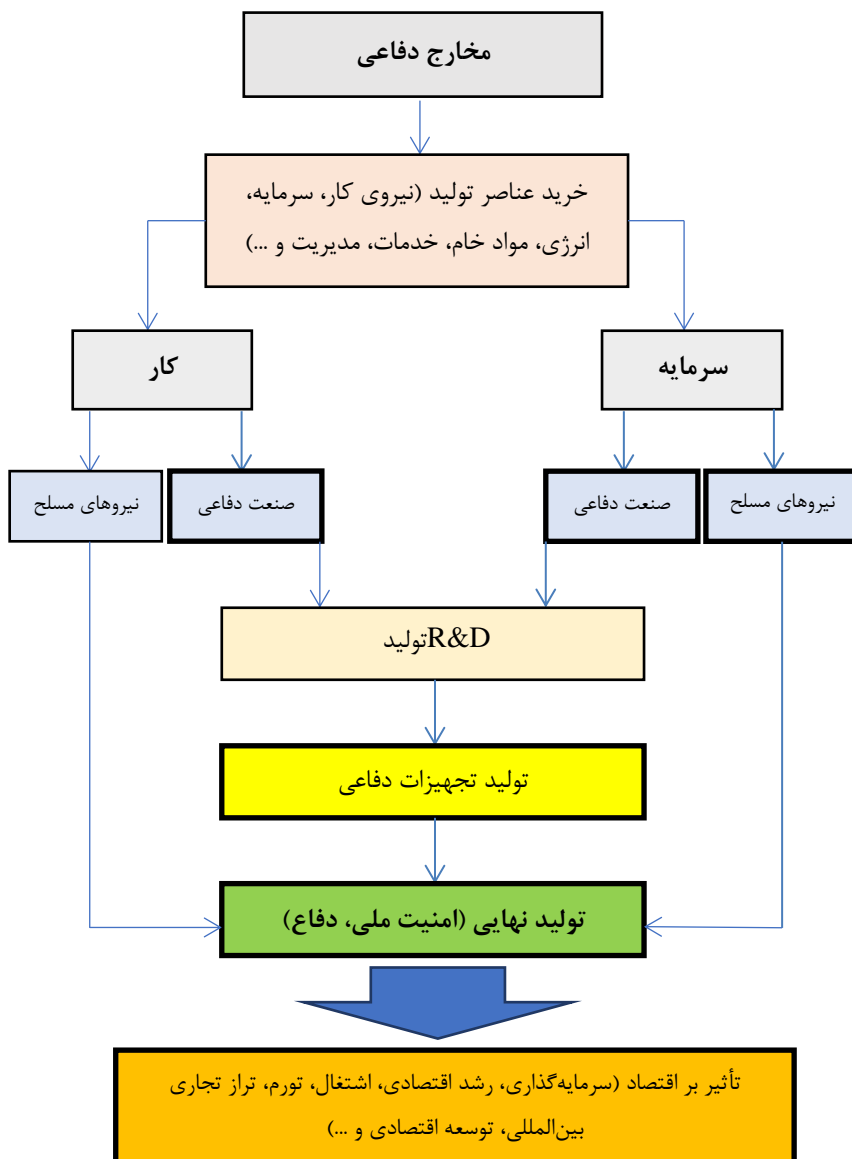 مخارج دفاعی
خرید عناصر تولید (نیروی کار، سرمایه،
انرژی، مواد خام، خدمات، مدیریت و ...)
سرمایه
کار
نیروهای مسلح
صنعت دفاعی
صنعت دفاعی
نیروهای مسلح
R&Dتولید
تولید تجهیزات دفاعی
تولید نهایی (امنیت ملی، دفاع)
تأثیر بر اقتصاد (سرمایه‌گذاری، رشد اقتصادی، اشتغال، تورم، تراز تجاری
بین‌المللی، توسعه اقتصادی و ...)